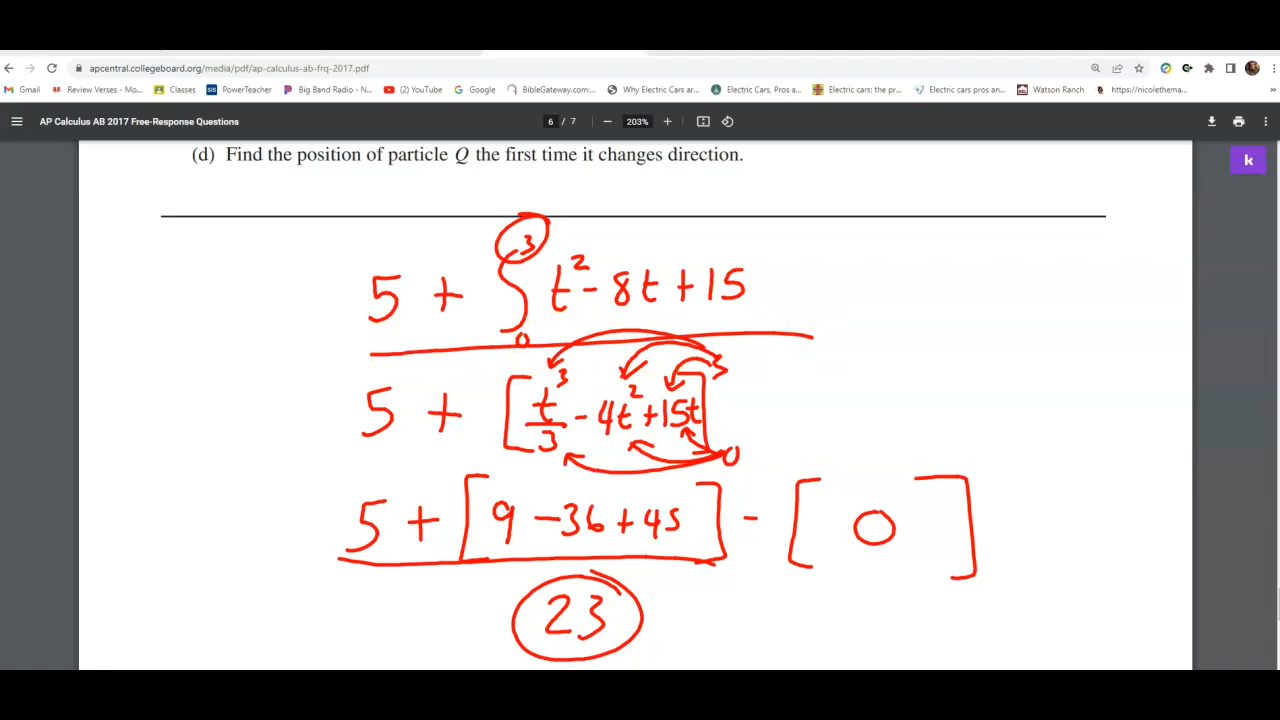 apcentral.collegeboard.org/media/pdf/ap-calculus-ab-frq-2017.pdf
Gmail Review Verses - Mo... Classes SIS PowerTeacher Big Band Radio - N... (2) YouTube Google BibleGateway.com:... Why Electric Cars ar... Electric Cars, Pros a... Electric cars: the pr... Electric cars pros an... Watson Ranch https://nicolethema...
AP Calculus AB 2017 Free-Response Questions 6 / 7 — 203% +
(d) Find the position of particle Q the first time it changes direction.
k
5 + ∫₀³ t² - 8t + 15
5 + [t³/3 - 4t² + 15t]₀³
5 + [9 - 36 + 45] - [0]
23